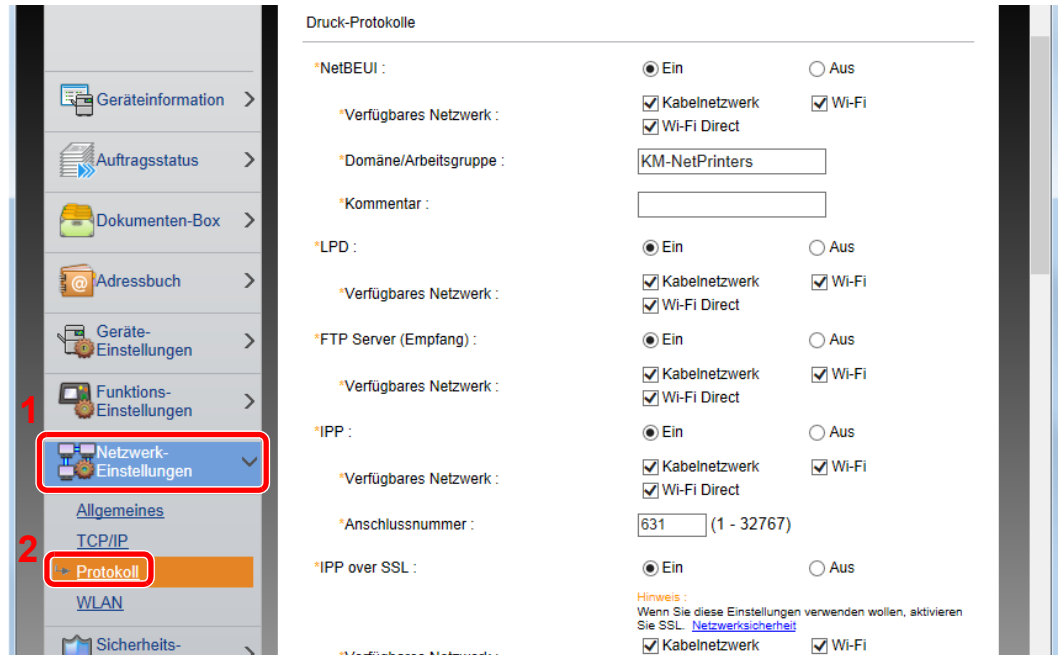 Druck-Protokolle
*NetBEUI : Ein Aus
*Verfügbares Netzwerk : Kabelnetzwerk Wi-Fi
Wi-Fi Direct
*Domäne/Arbeitsgruppe : KM-NetPrinters
*Kommentar :
*LPD : Ein Aus
*Verfügbares Netzwerk : Kabelnetzwerk Wi-Fi
Wi-Fi Direct
*FTP Server (Empfang) : Ein Aus
*Verfügbares Netzwerk : Kabelnetzwerk Wi-Fi
Wi-Fi Direct
*IPP : Ein Aus
*Verfügbares Netzwerk : Kabelnetzwerk Wi-Fi
Wi-Fi Direct
*Anschlussnummer : 631 (1 - 32767)
*IPP over SSL : Ein Aus
Hinweis :
Wenn Sie diese Einstellungen verwenden wollen, aktivieren
Sie SSL. Netzwerksicherheit
*Verfügbares Netzwerk : Kabelnetzwerk Wi-Fi
Geräteinformation
Auftragsstatus
Dokumenten-Box
Adressbuch
Geräte-
Einstellungen
Funktions-
Einstellungen
1
Netzwerk-
Einstellungen
Allgemeines
TCP/IP
2
Protokoll
WLAN
Sicherheits-